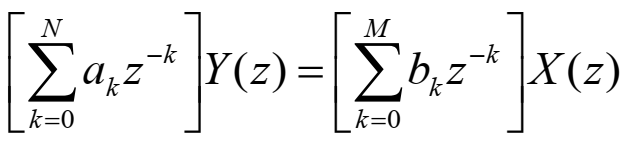 [∑_{k=0}^{N} a_k z^{-k}] Y(z) = [∑_{k=0}^{M} b_k z^{-k}] X(z)